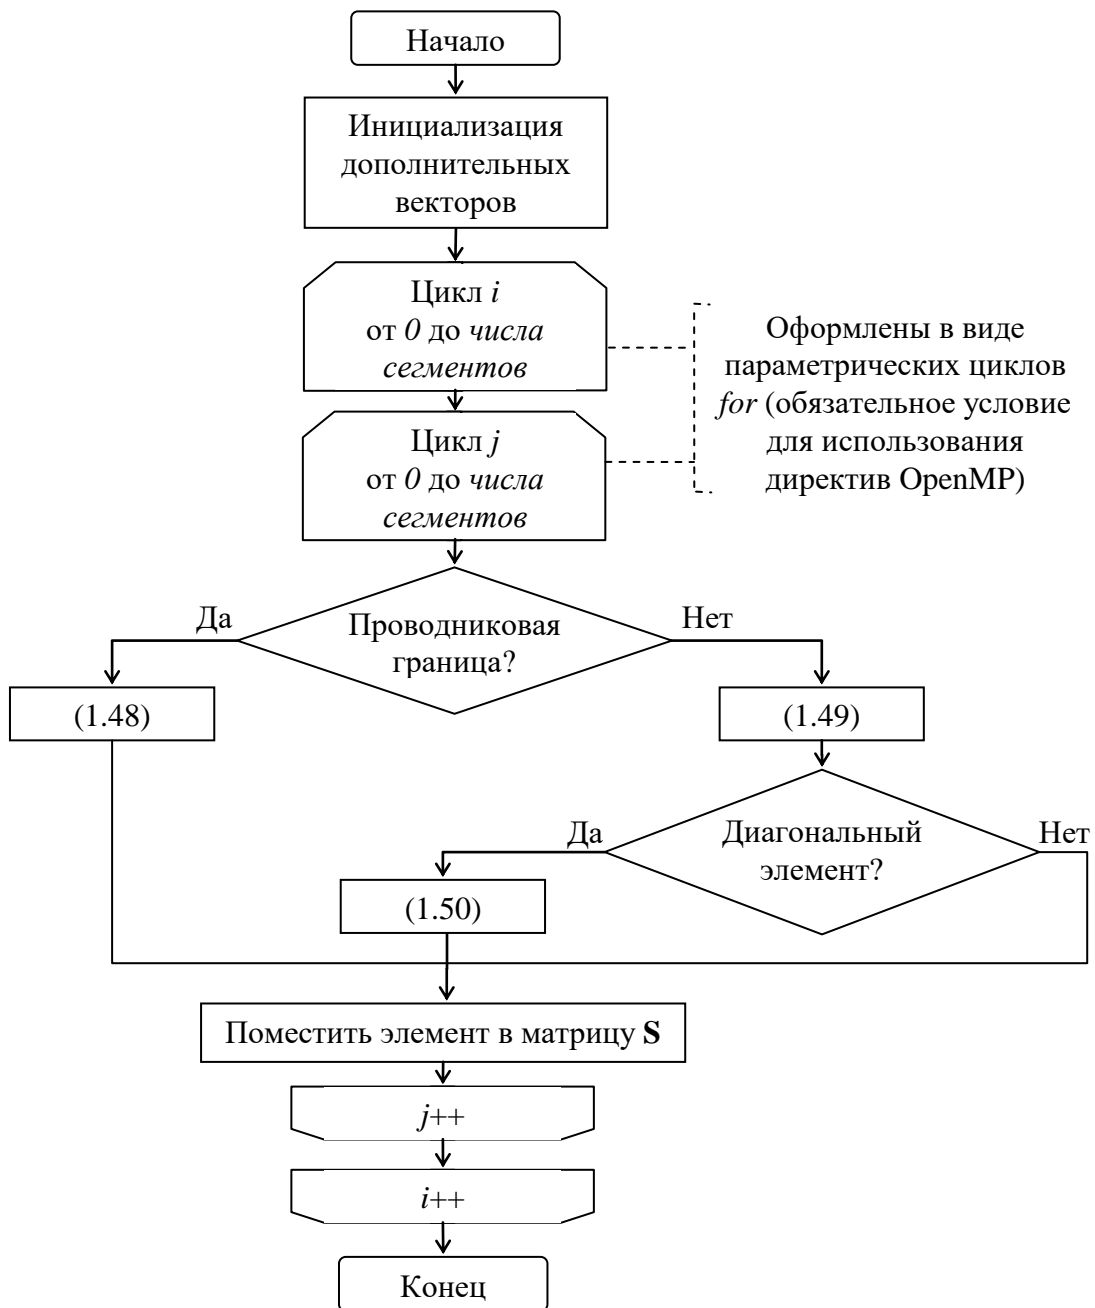 Начало
Инициализация
дополнительных
векторов
Цикл i
от 0 до числа
сегментов
Цикл j
от 0 до числа
сегментов
Оформлены в виде
параметрических циклов
for (обязательное условие
для использования
директив OpenMP)
Да
Проводниковая
граница?
Нет
(1.48)
(1.49)
Да
Диагональный
элемент?
Нет
(1.50)
Поместить элемент в матрицу S
j++
i++
Конец